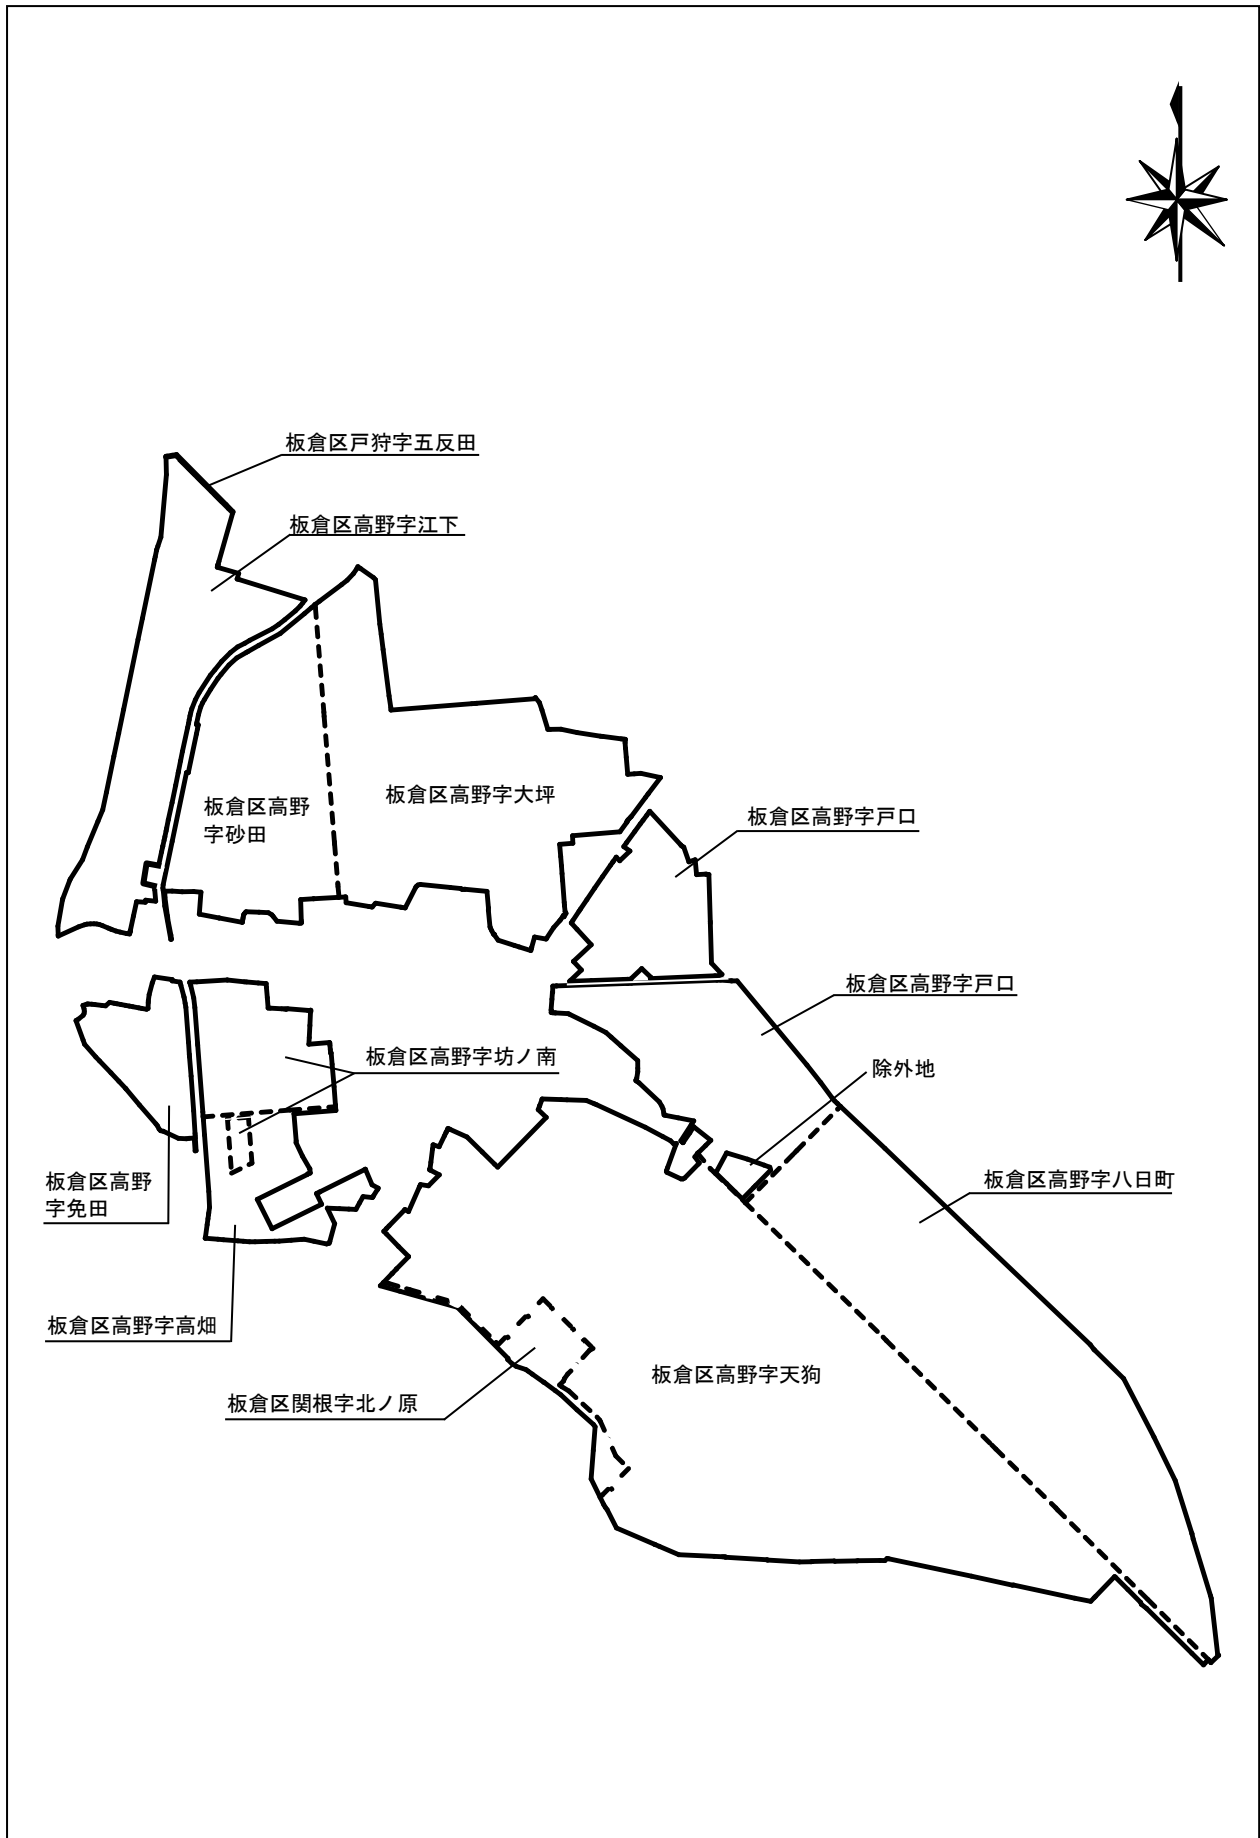 板倉区戸狩字五反田
板倉区高野字江下
板倉区高野字大坪
板倉区高野
字砂田
板倉区高野字戸口
板倉区高野字戸口
板倉区高野字坊ノ南
除外地
板倉区高野
字免田
板倉区高野字八日町
板倉区高野字高畑
板倉区高野字天狗
板倉区関根字北ノ原